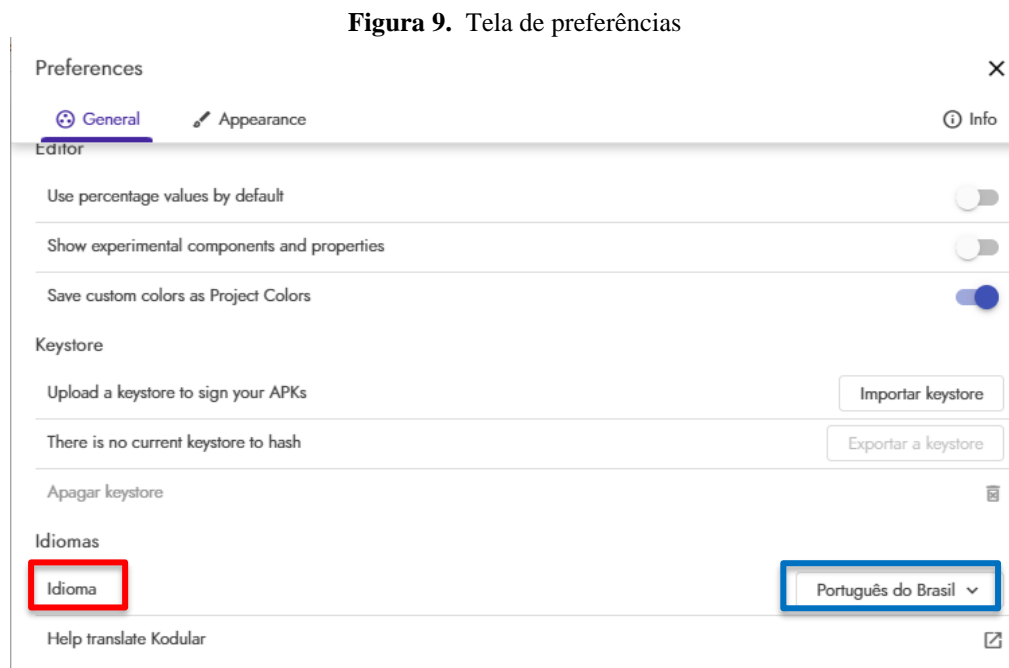 Figura 9. Tela de preferências
Preferences
General Appearance Info
Editor
Use percentage values by default
Show experimental components and properties
Save custom colors as Project Colors
Keystore
Upload a keystore to sign your APKs Importar keystore
There is no current keystore to hash Exportar a keystore
Apagar keystore
Idiomas
Idioma Português do Brasil
Help translate Kodular